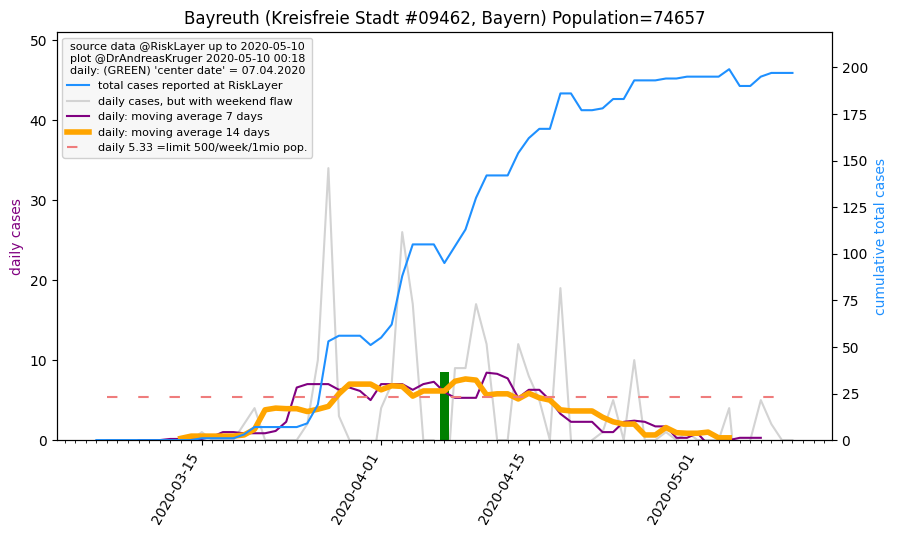 Bayreuth (Kreisfreie Stadt #09462, Bayern) Population=74657
source data @RiskLayer up to 2020-05-10
plot @DrAndreasKruger 2020-05-10 00:18
daily: (GREEN) 'center date' = 07.04.2020
total cases reported at RiskLayer
daily cases, but with weekend flaw
daily: moving average 7 days
daily: moving average 14 days
daily 5.33 =limit 500/week/1mio pop.
daily cases
50
40
30
20
10
0
cumulative total cases
200
175
150
125
100
75
50
25
0
2020-03-15
2020-04-01
2020-04-15
2020-05-01